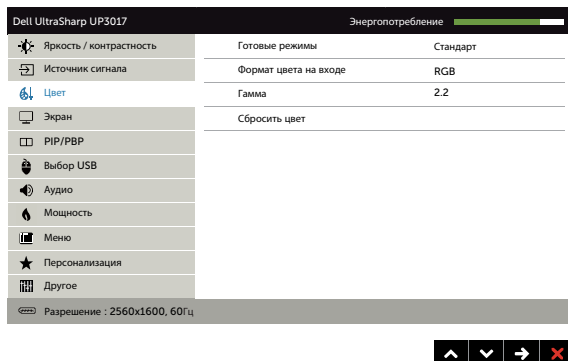 Dell UltraSharp UP3017 Энергопотребление
Яркость / контрастность Готовые режимы Стандарт
Источник сигнала Формат цвета на входе RGB
Цвет Гамма 2.2
Экран Сбросить цвет
PIP/PBP
Выбор USB
Аудио
Мощность
Меню
Персонализация
Другое
Разрешение : 2560x1600, 60Гц